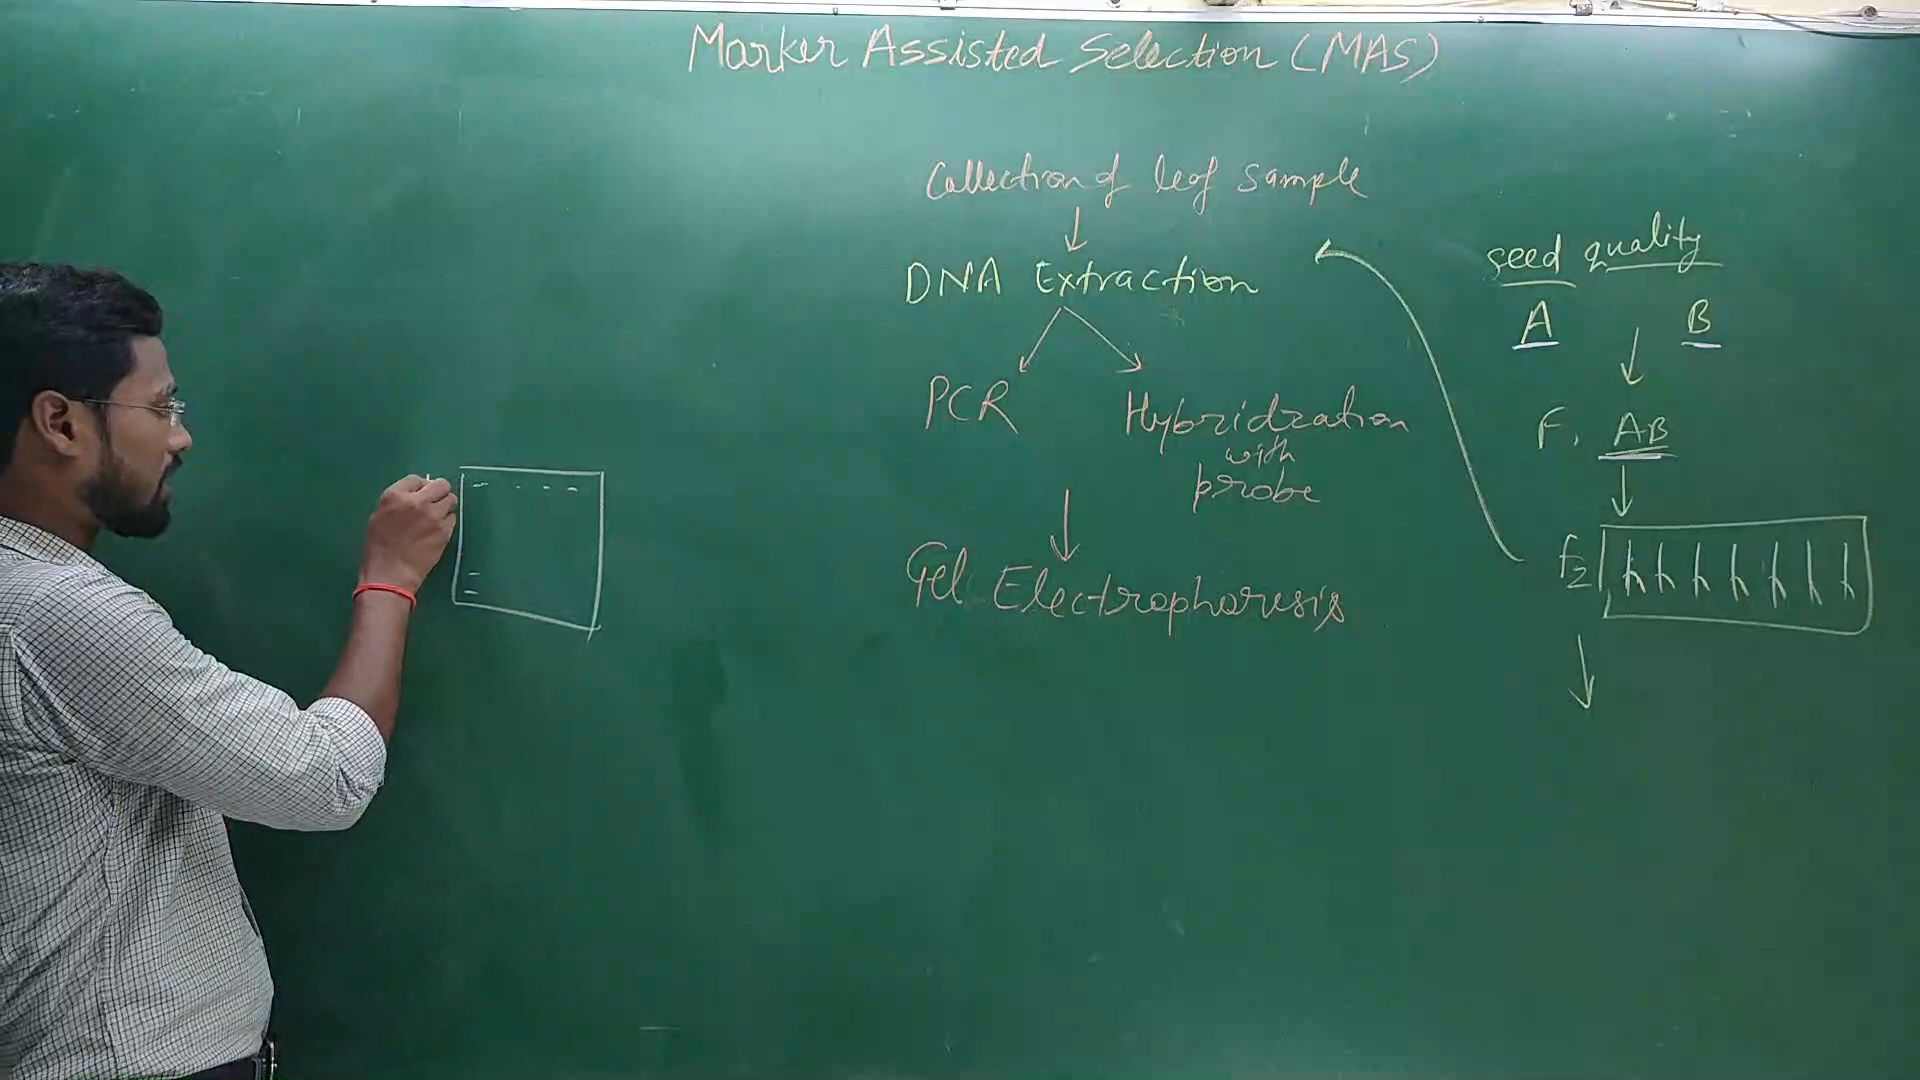 Marker Assisted Selection (MAS)
Collection of leaf sample
DNA Extraction
PCR
Hybridzation
with
probe
Gel Electrophoresis
seed quality
A B
F1 AB
F2